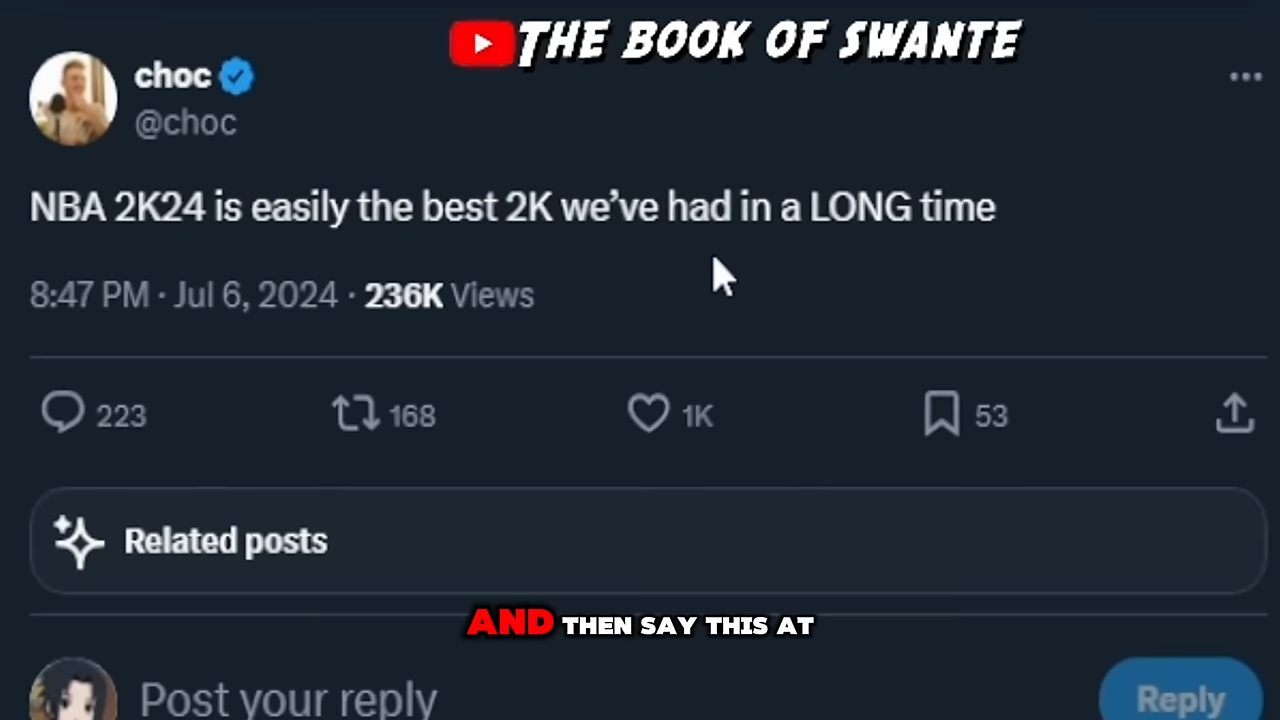 THE BOOK OF SWANTE
choc
@choc
NBA 2K24 is easily the best 2K we've had in a LONG time
8:47 PM · Jul 6, 2024 · 236K Views
223 168 1K 53
Related posts
AND THEN SAY THIS AT
Post your reply
Reply